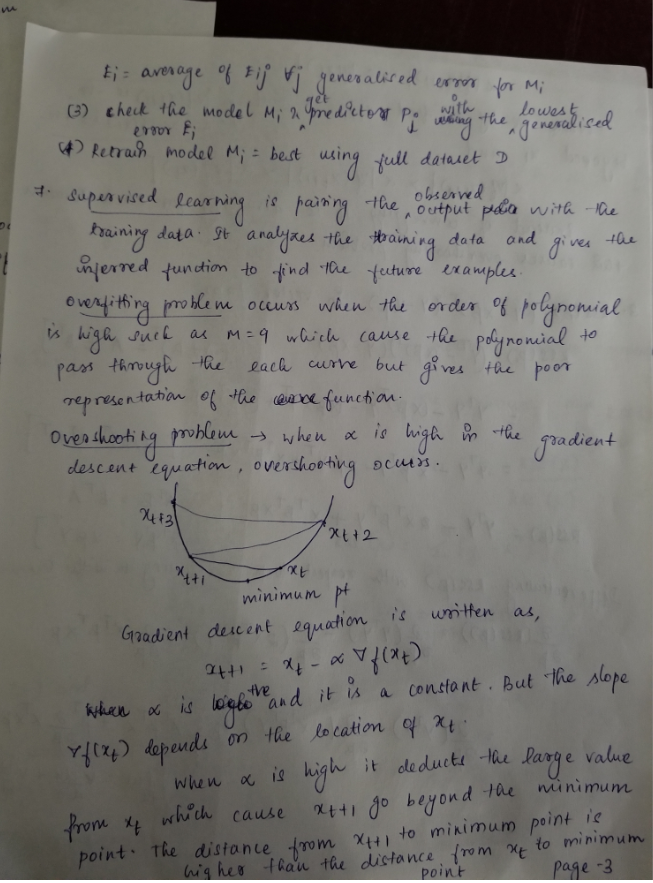 Ei = average of Eij ∀j generalised error for Mi
(3) check the model Mi & get predictor Pj with the lowest generalised
error Ei
(4) Retrain model Mi = best using full dataset D
7. Supervised learning is pairing the observed output with the
training data. It analyzes the training data and gives the
inferred function to find the future examples.
Overfitting problem occurs when the order of polynomial
is high such as M=9 which cause the polynomial to
pass through the each curve but gives the poor
representation of the function.
Overshooting problem → when α is high in the gradient
descent equation, overshooting occurs.
xt+3
xt+2
xt+1
xt
minimum pt
Gradient descent equation is written as,
xt+1 = xt - α ∇f(xt)
α is +ve and it is a constant. But the slope
∇f(xt) depends on the location of xt.
When α is high it deducts the large value
from xt which cause xt+1 go beyond the minimum
point. The distance from xt+1 to minimum point is
higher than the distance from xt to minimum
point
page -3